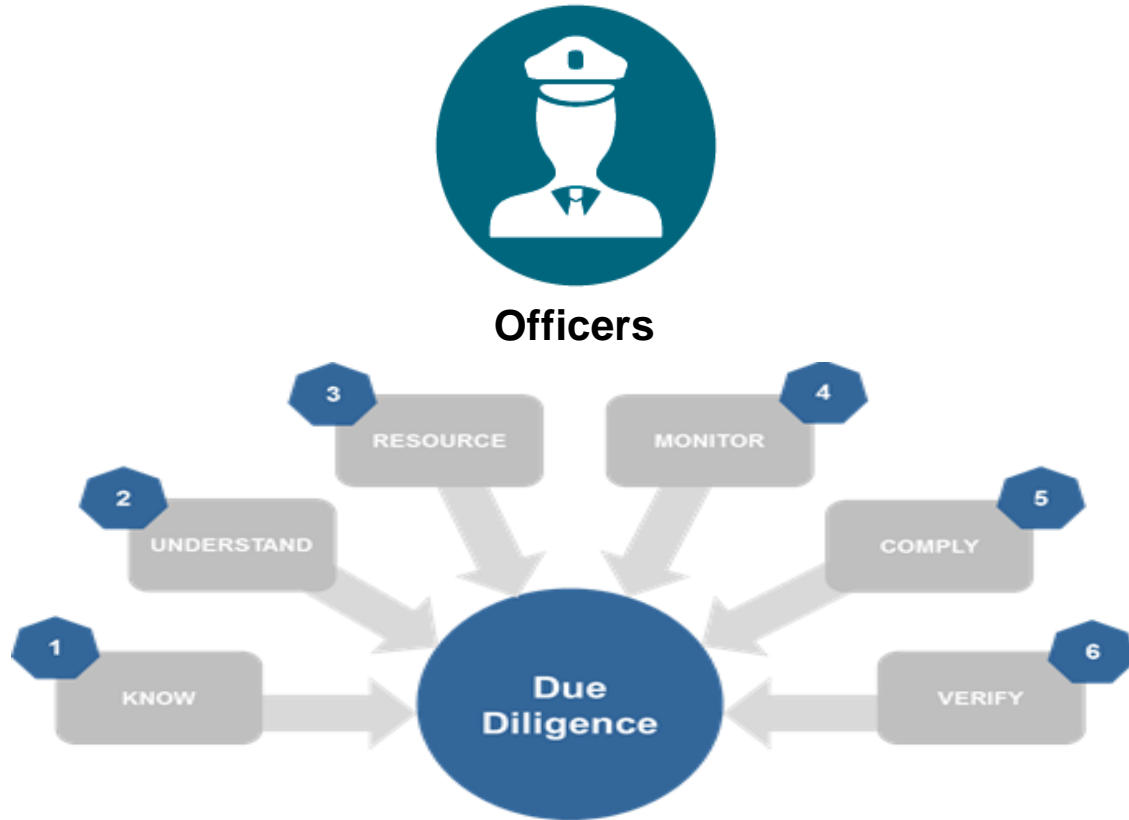 Officers
3
RESOURCE
4
MONITOR
2
UNDERSTAND
5
COMPLY
1
KNOW
Due
Diligence
6
VERIFY